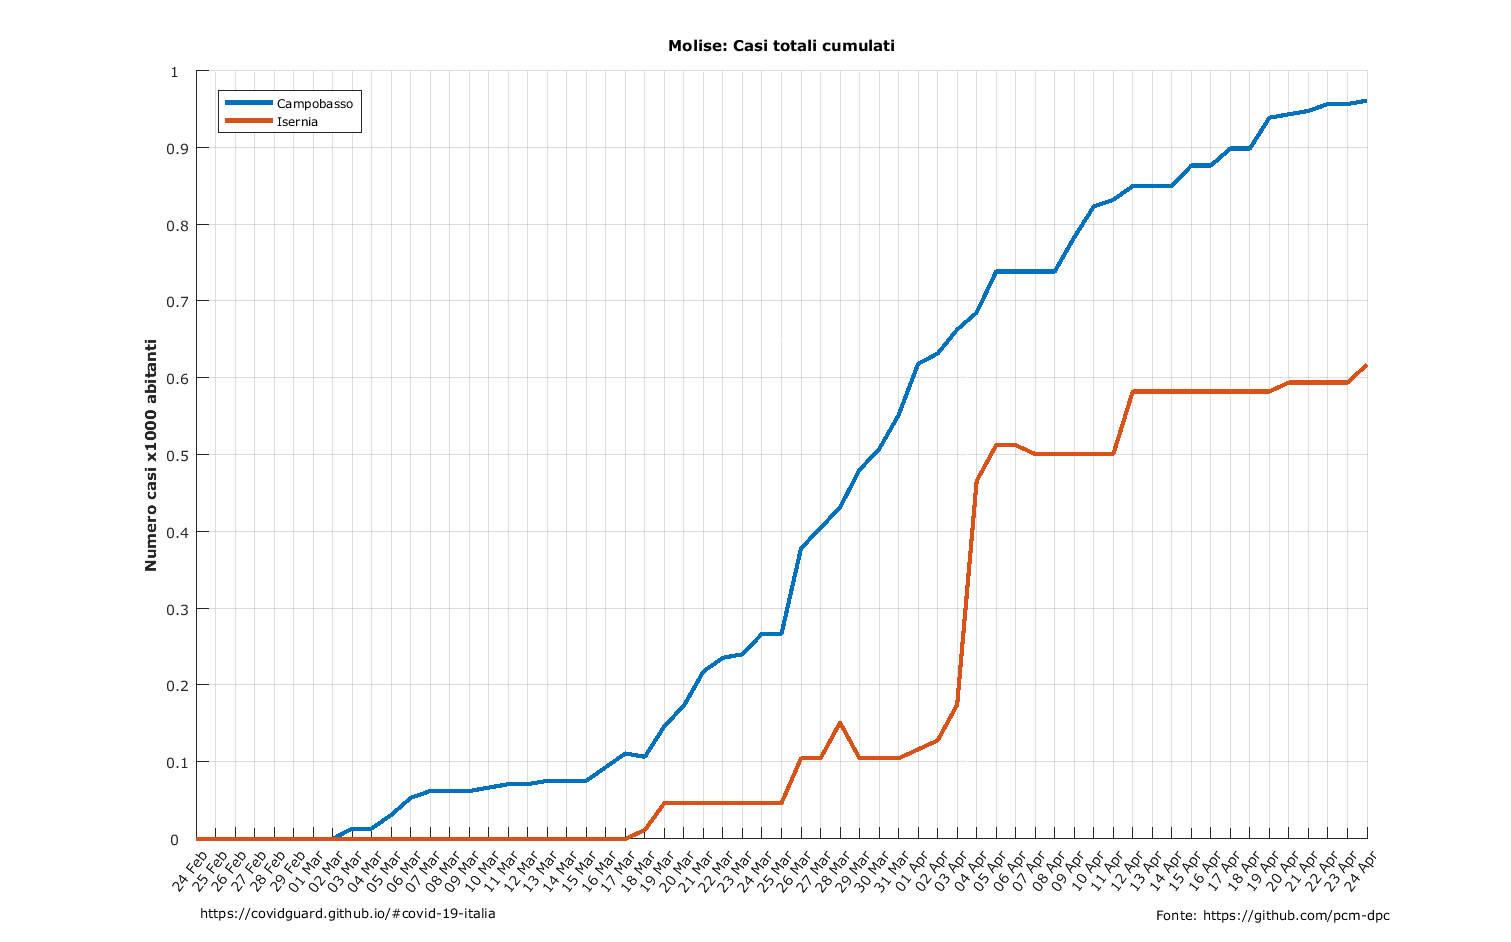 Molise: Casi totali cumulati
Campobasso
Isernia
Numero casi x1000 abitanti
1
0.9
0.8
0.7
0.6
0.5
0.4
0.3
0.2
0.1
0
24 Feb
25 Feb
26 Feb
27 Feb
28 Feb
29 Feb
01 Mar
02 Mar
03 Mar
04 Mar
05 Mar
06 Mar
07 Mar
08 Mar
09 Mar
10 Mar
11 Mar
12 Mar
13 Mar
14 Mar
15 Mar
16 Mar
17 Mar
18 Mar
19 Mar
20 Mar
21 Mar
22 Mar
23 Mar
24 Mar
25 Mar
26 Mar
27 Mar
28 Mar
29 Mar
30 Mar
31 Mar
01 Apr
02 Apr
03 Apr
04 Apr
05 Apr
06 Apr
07 Apr
08 Apr
09 Apr
10 Apr
11 Apr
12 Apr
13 Apr
14 Apr
15 Apr
16 Apr
17 Apr
18 Apr
19 Apr
20 Apr
21 Apr
22 Apr
23 Apr
24 Apr
https://covidguard.github.io/#covid-19-italia
Fonte: https://github.com/pcm-dpc